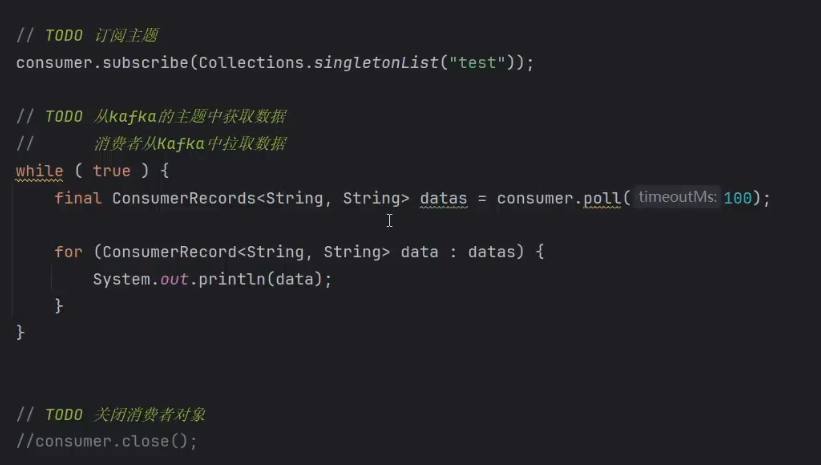 // TODO 订阅主题
consumer.subscribe(Collections.singletonList("test"));
// TODO 从kafka的主题中获取数据
//      消费者从Kafka中拉取数据
while ( true ) {
    final ConsumerRecords<String, String> datas = consumer.poll( timeoutMs: 100);
    for (ConsumerRecord<String, String> data : datas) {
        System.out.println(data);
    }
}
// TODO 关闭消费者对象
//consumer.close();